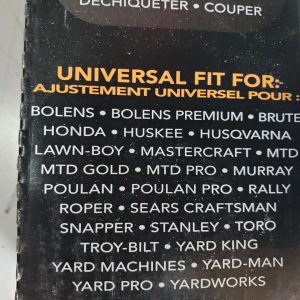 DÉCHIQUETER • COUPER
UNIVERSAL FIT FOR:
AJUSTEMENT UNIVERSEL POUR :
BOLENS • BOLENS PREMIUM • BRUTE
HONDA • HUSKEE • HUSQVARNA
LAWN-BOY • MASTERCRAFT • MTD
MTD GOLD • MTD PRO • MURRAY
POULAN • POULAN PRO • RALLY
ROPER • SEARS CRAFTSMAN
SNAPPER • STANLEY • TORO
TROY-BILT • YARD KING
YARD MACHINES • YARD-MAN
YARD PRO • YARDWORKS